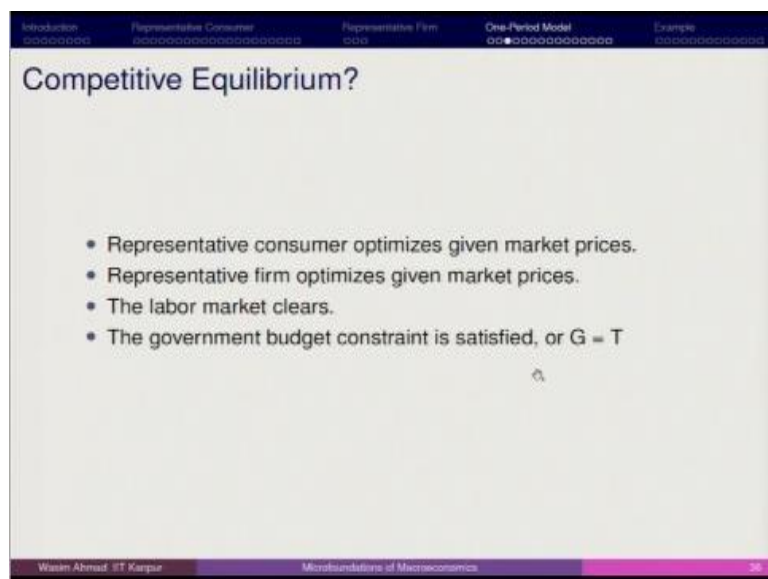 Introduction
Representative Consumer
Representative Firm
One-Period Model
Example
Competitive Equilibrium?
Representative consumer optimizes given market prices.
Representative firm optimizes given market prices.
The labor market clears.
The government budget constraint is satisfied, or G = T
Wasim Ahmad IIT Kanpur
Microfoundations of Macroeconomics
36